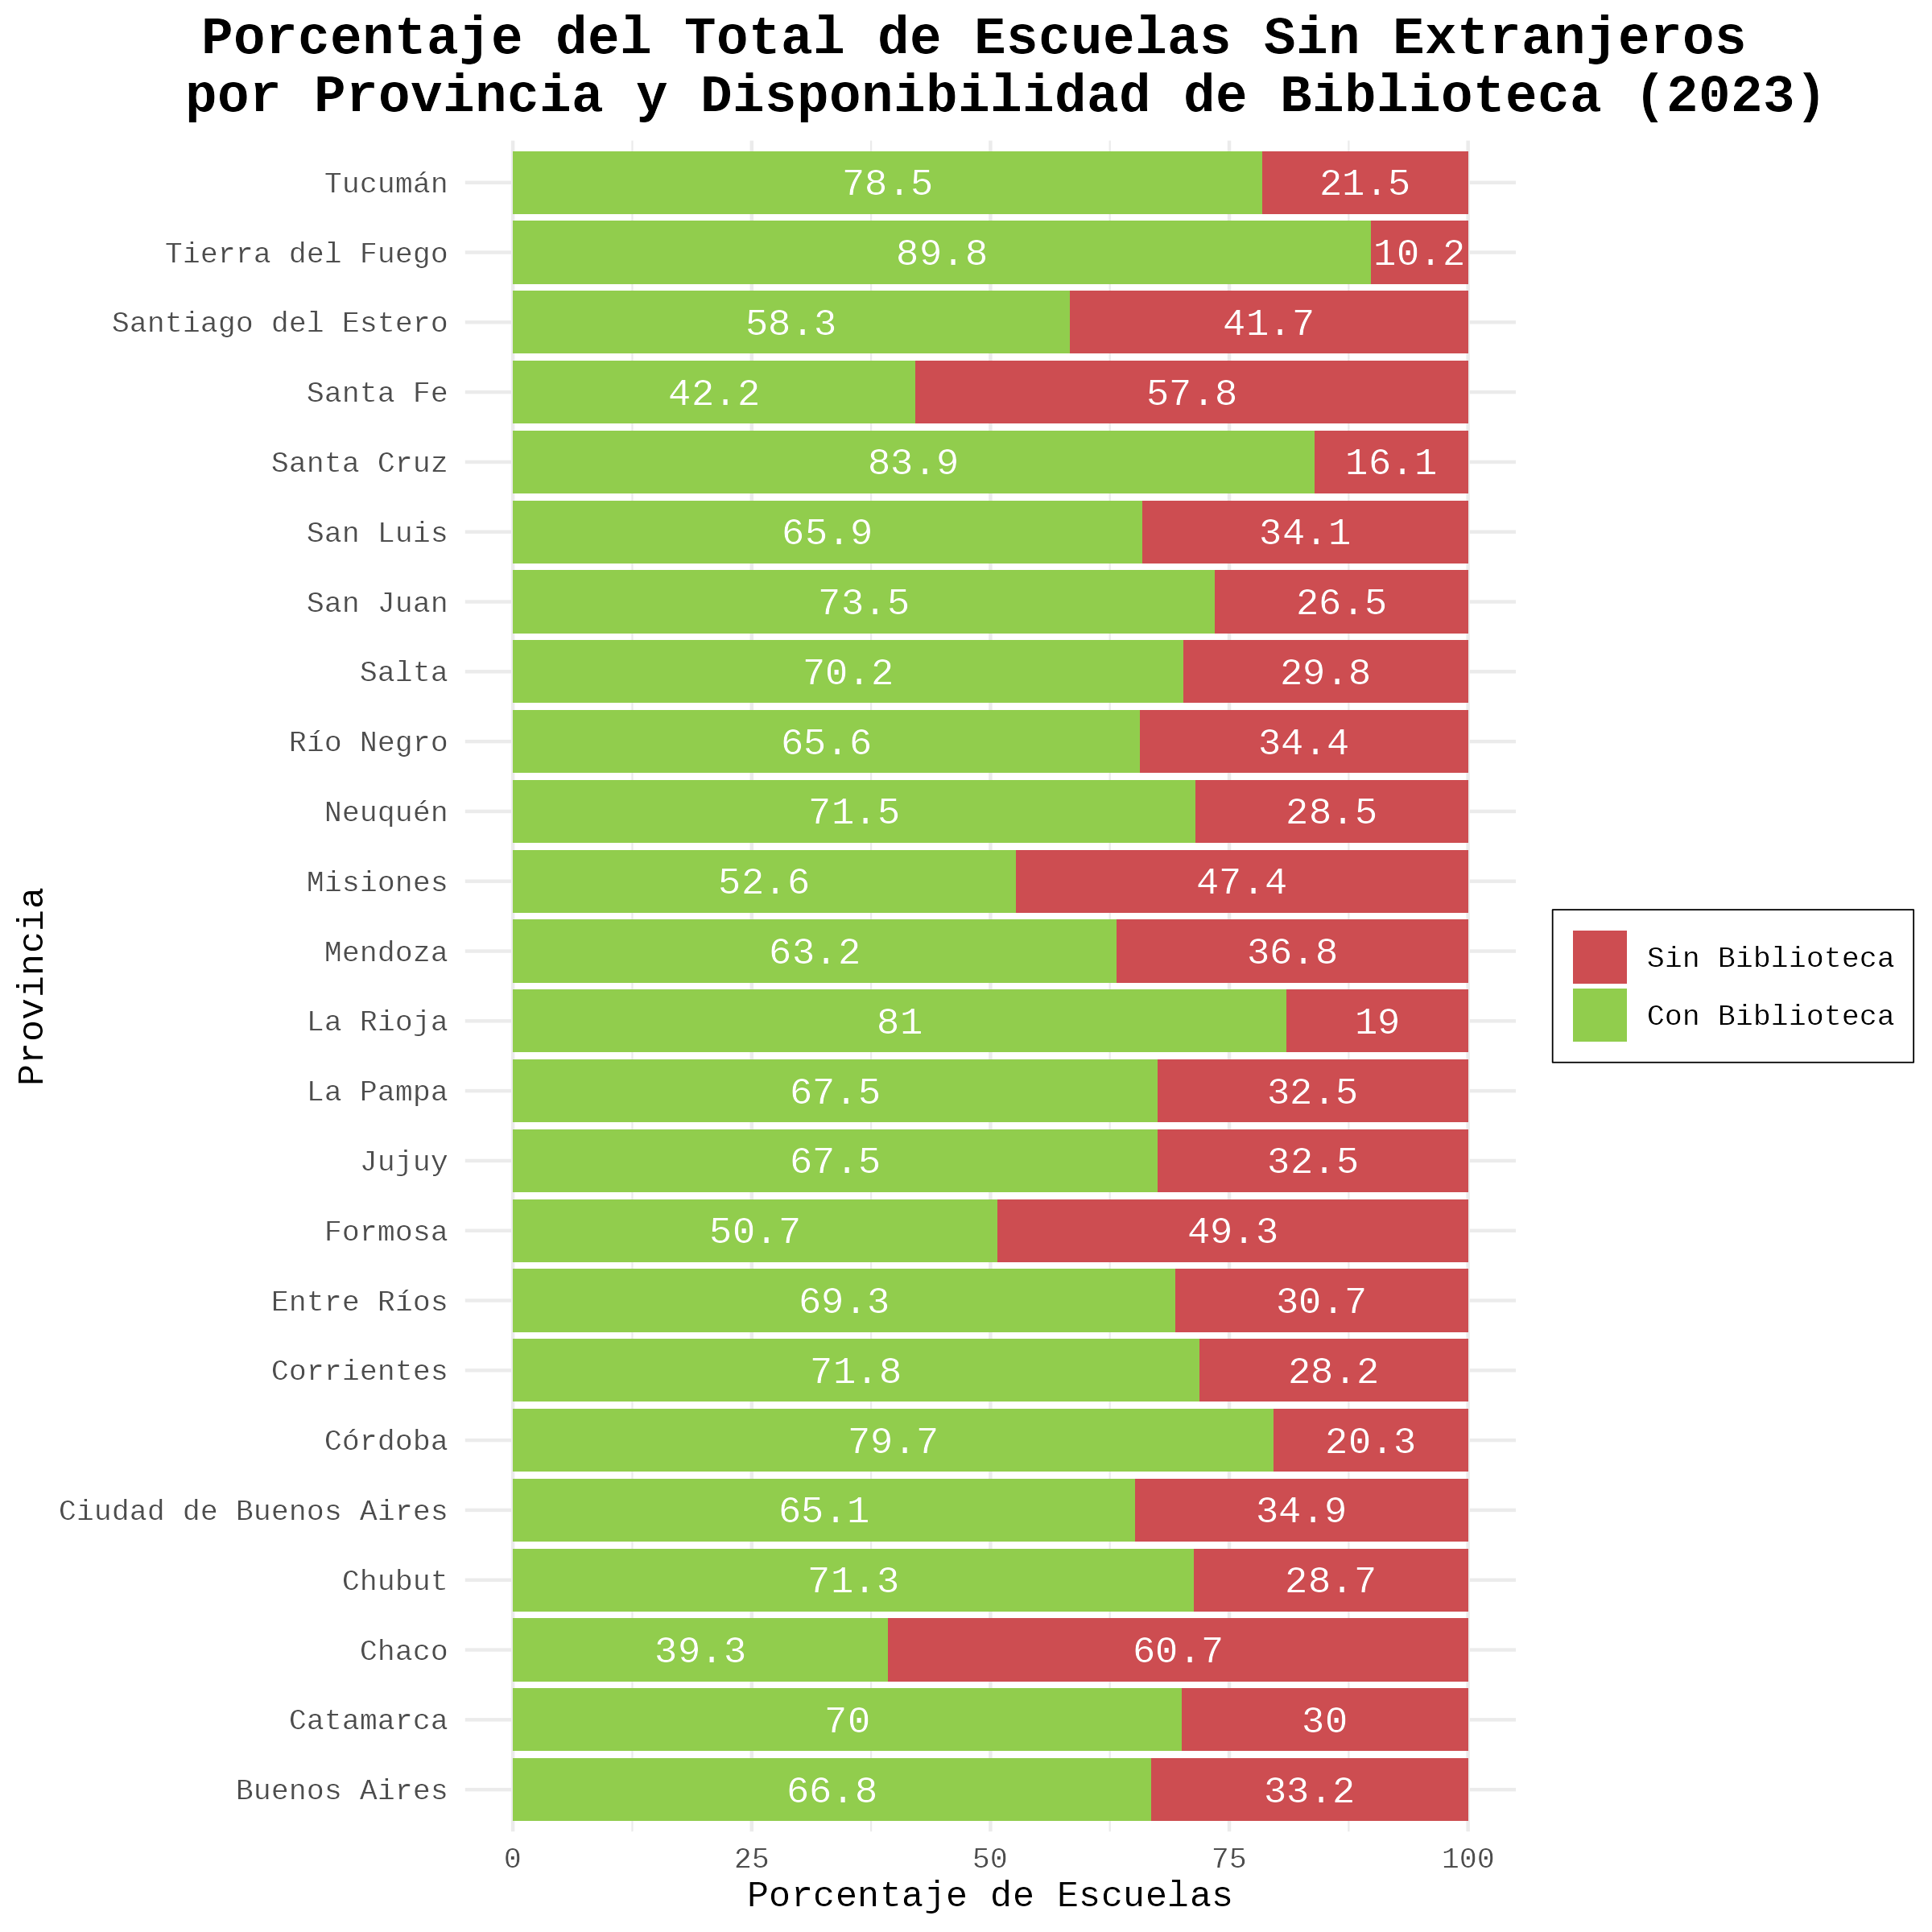 Porcentaje del Total de Escuelas Sin Extranjeros
por Provincia y Disponibilidad de Biblioteca (2023)
Provincia
Tucumán 78.5 21.5
Tierra del Fuego 89.8 10.2
Santiago del Estero 58.3 41.7
Santa Fe 42.2 57.8
Santa Cruz 83.9 16.1
San Luis 65.9 34.1
San Juan 73.5 26.5
Salta 70.2 29.8
Río Negro 65.6 34.4
Neuquén 71.5 28.5
Misiones 52.6 47.4
Mendoza 63.2 36.8
La Rioja 81 19
La Pampa 67.5 32.5
Jujuy 67.5 32.5
Formosa 50.7 49.3
Entre Ríos 69.3 30.7
Corrientes 71.8 28.2
Córdoba 79.7 20.3
Ciudad de Buenos Aires 65.1 34.9
Chubut 71.3 28.7
Chaco 39.3 60.7
Catamarca 70 30
Buenos Aires 66.8 33.2
0 25 50 75 100
Porcentaje de Escuelas
Sin Biblioteca
Con Biblioteca